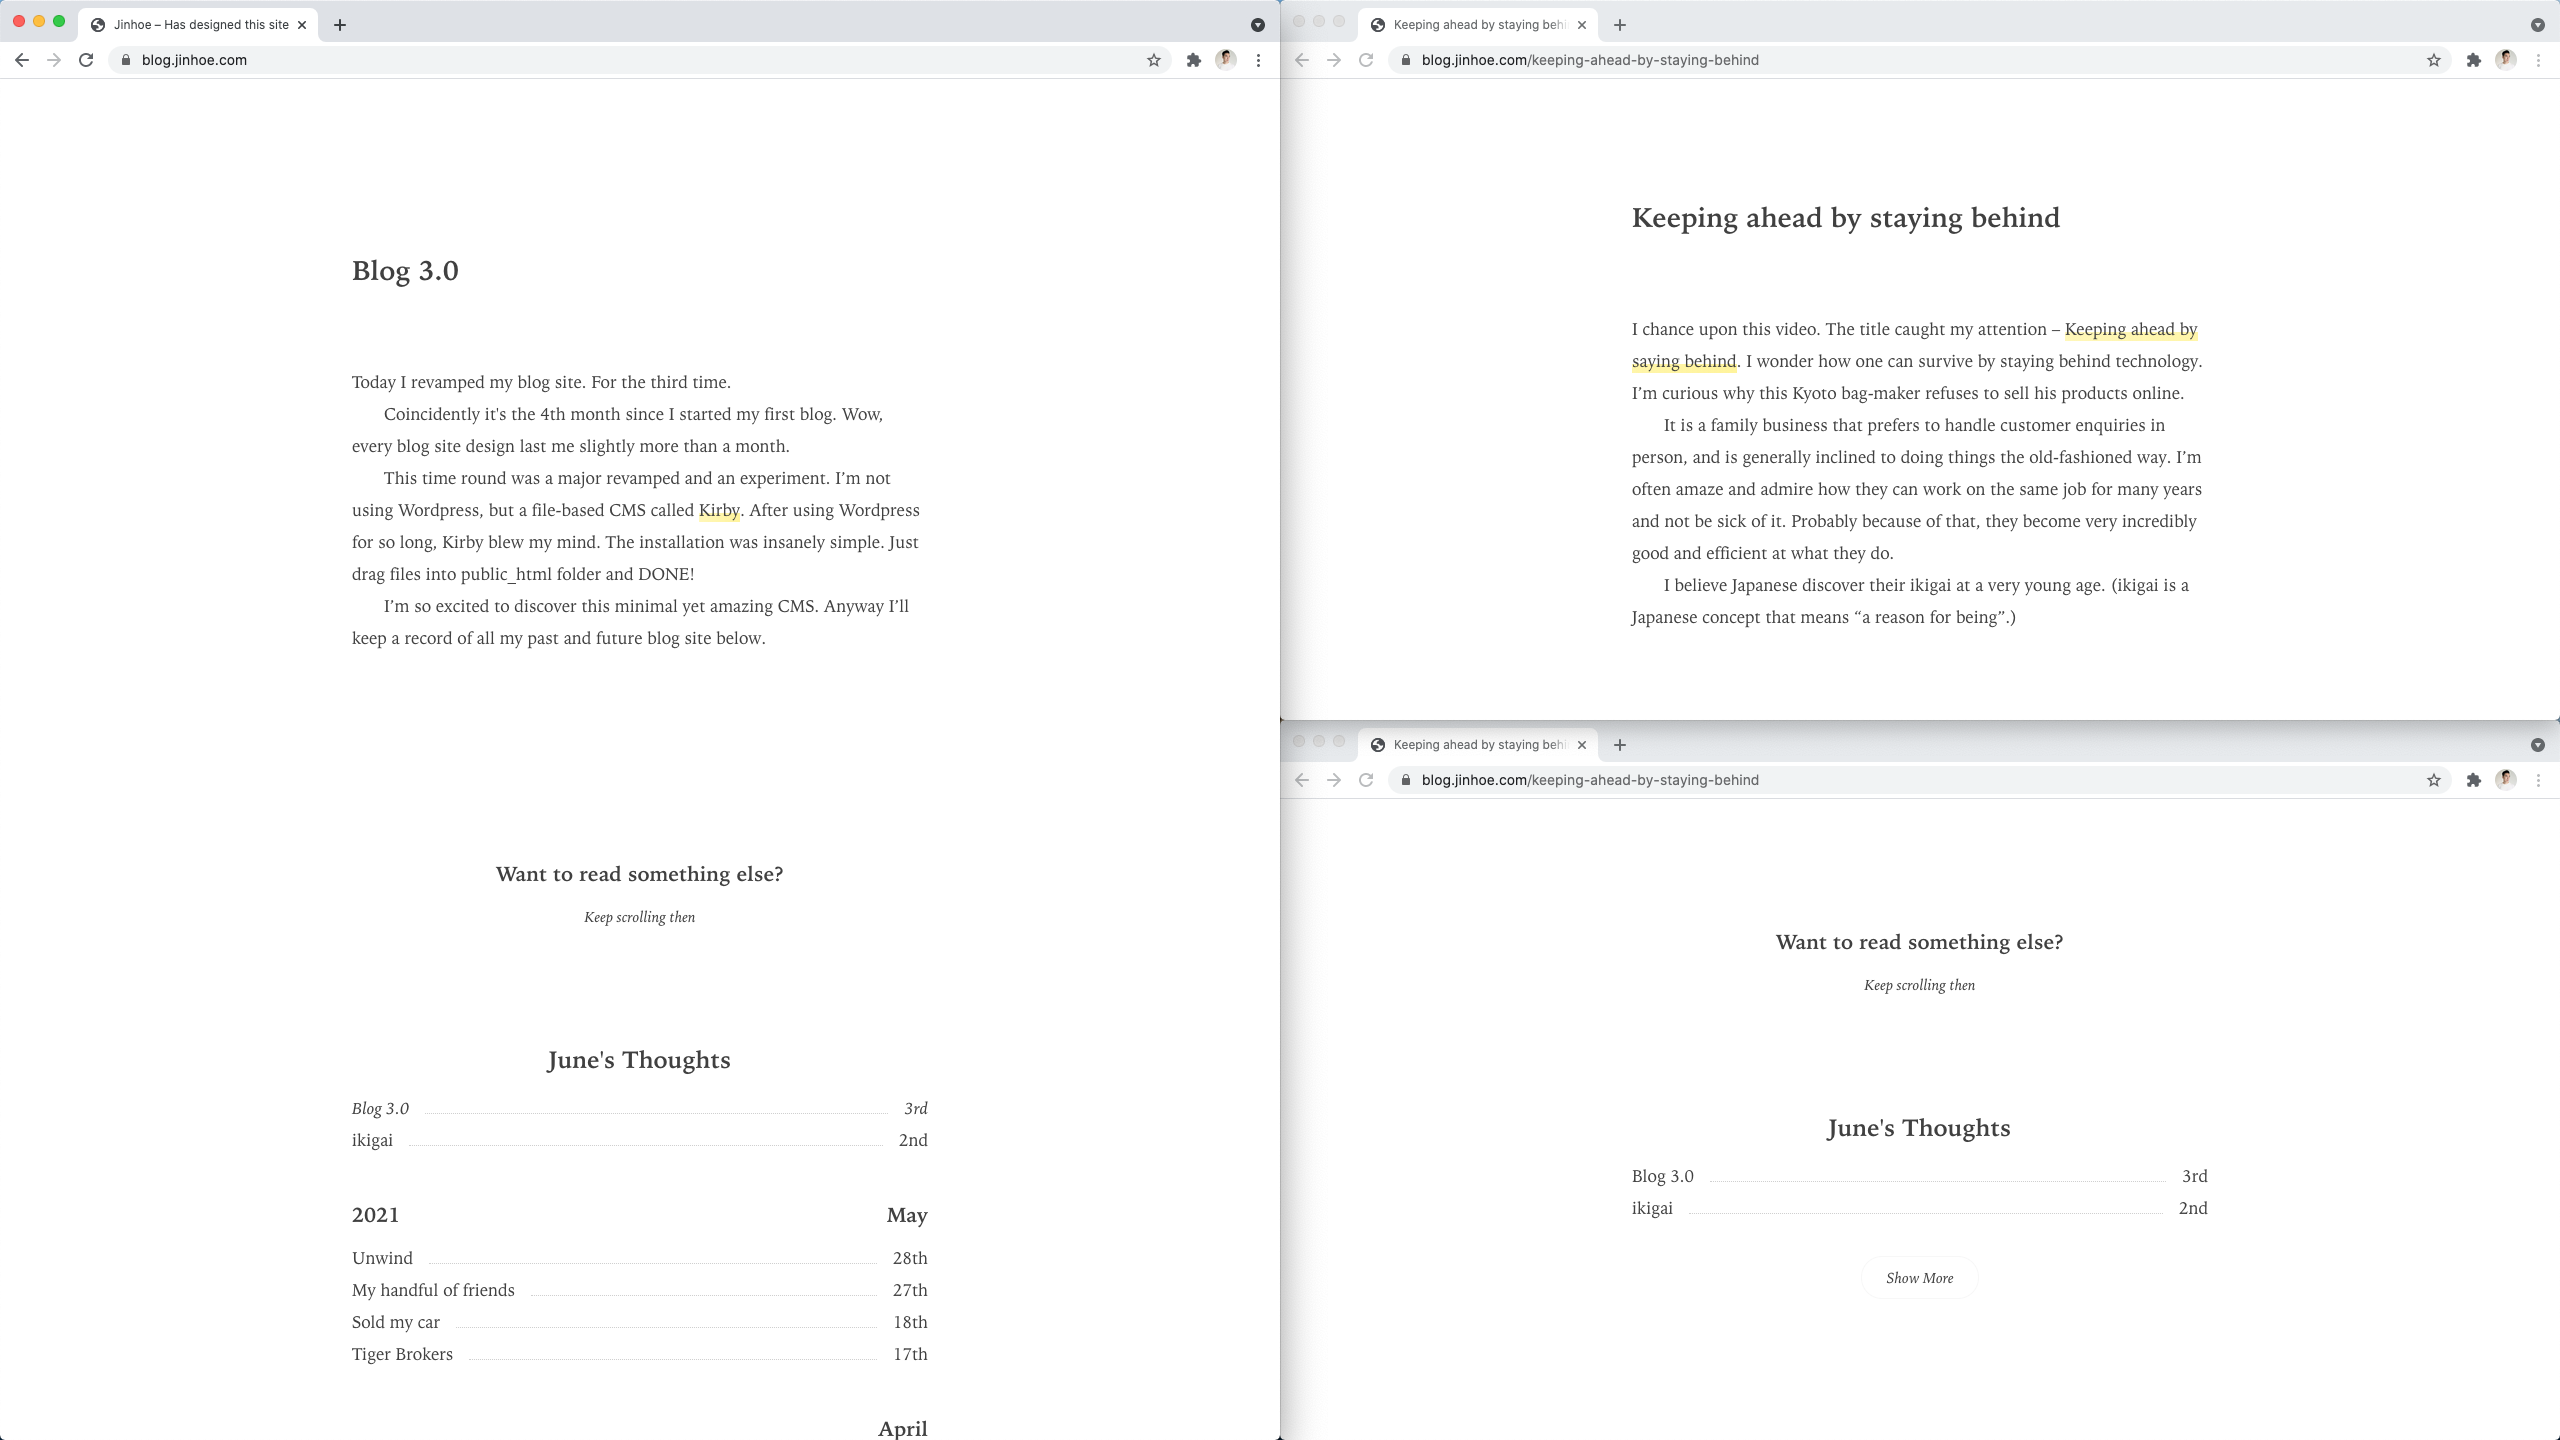 Jinhoe – Has designed this site
blog.jinhoe.com
Blog 3.0
Today I revamped my blog site. For the third time.
Coincidently it's the 4th month since I started my first blog. Wow,
every blog site design last me slightly more than a month.
This time round was a major revamped and an experiment. I’m not
using Wordpress, but a file-based CMS called Kirby. After using Wordpress
for so long, Kirby blew my mind. The installation was insanely simple. Just
drag files into public_html folder and DONE!
I’m so excited to discover this minimal yet amazing CMS. Anyway I’ll
keep a record of all my past and future blog site below.
Want to read something else?
Keep scrolling then
June's Thoughts
Blog 3.0 3rd
ikigai 2nd
2021 May
Unwind 28th
My handful of friends 27th
Sold my car 18th
Tiger Brokers 17th
April
Keeping ahead by staying behi
blog.jinhoe.com/keeping-ahead-by-staying-behind
Keeping ahead by staying behind
I chance upon this video. The title caught my attention – Keeping ahead by
saying behind. I wonder how one can survive by staying behind technology.
I’m curious why this Kyoto bag-maker refuses to sell his products online.
It is a family business that prefers to handle customer enquiries in
person, and is generally inclined to doing things the old-fashioned way. I’m
often amaze and admire how they can work on the same job for many years
and not be sick of it. Probably because of that, they become very incredibly
good and efficient at what they do.
I believe Japanese discover their ikigai at a very young age. (ikigai is a
Japanese concept that means “a reason for being”.)
Keeping ahead by staying behi
blog.jinhoe.com/keeping-ahead-by-staying-behind
Want to read something else?
Keep scrolling then
June's Thoughts
Blog 3.0 3rd
ikigai 2nd
Show More